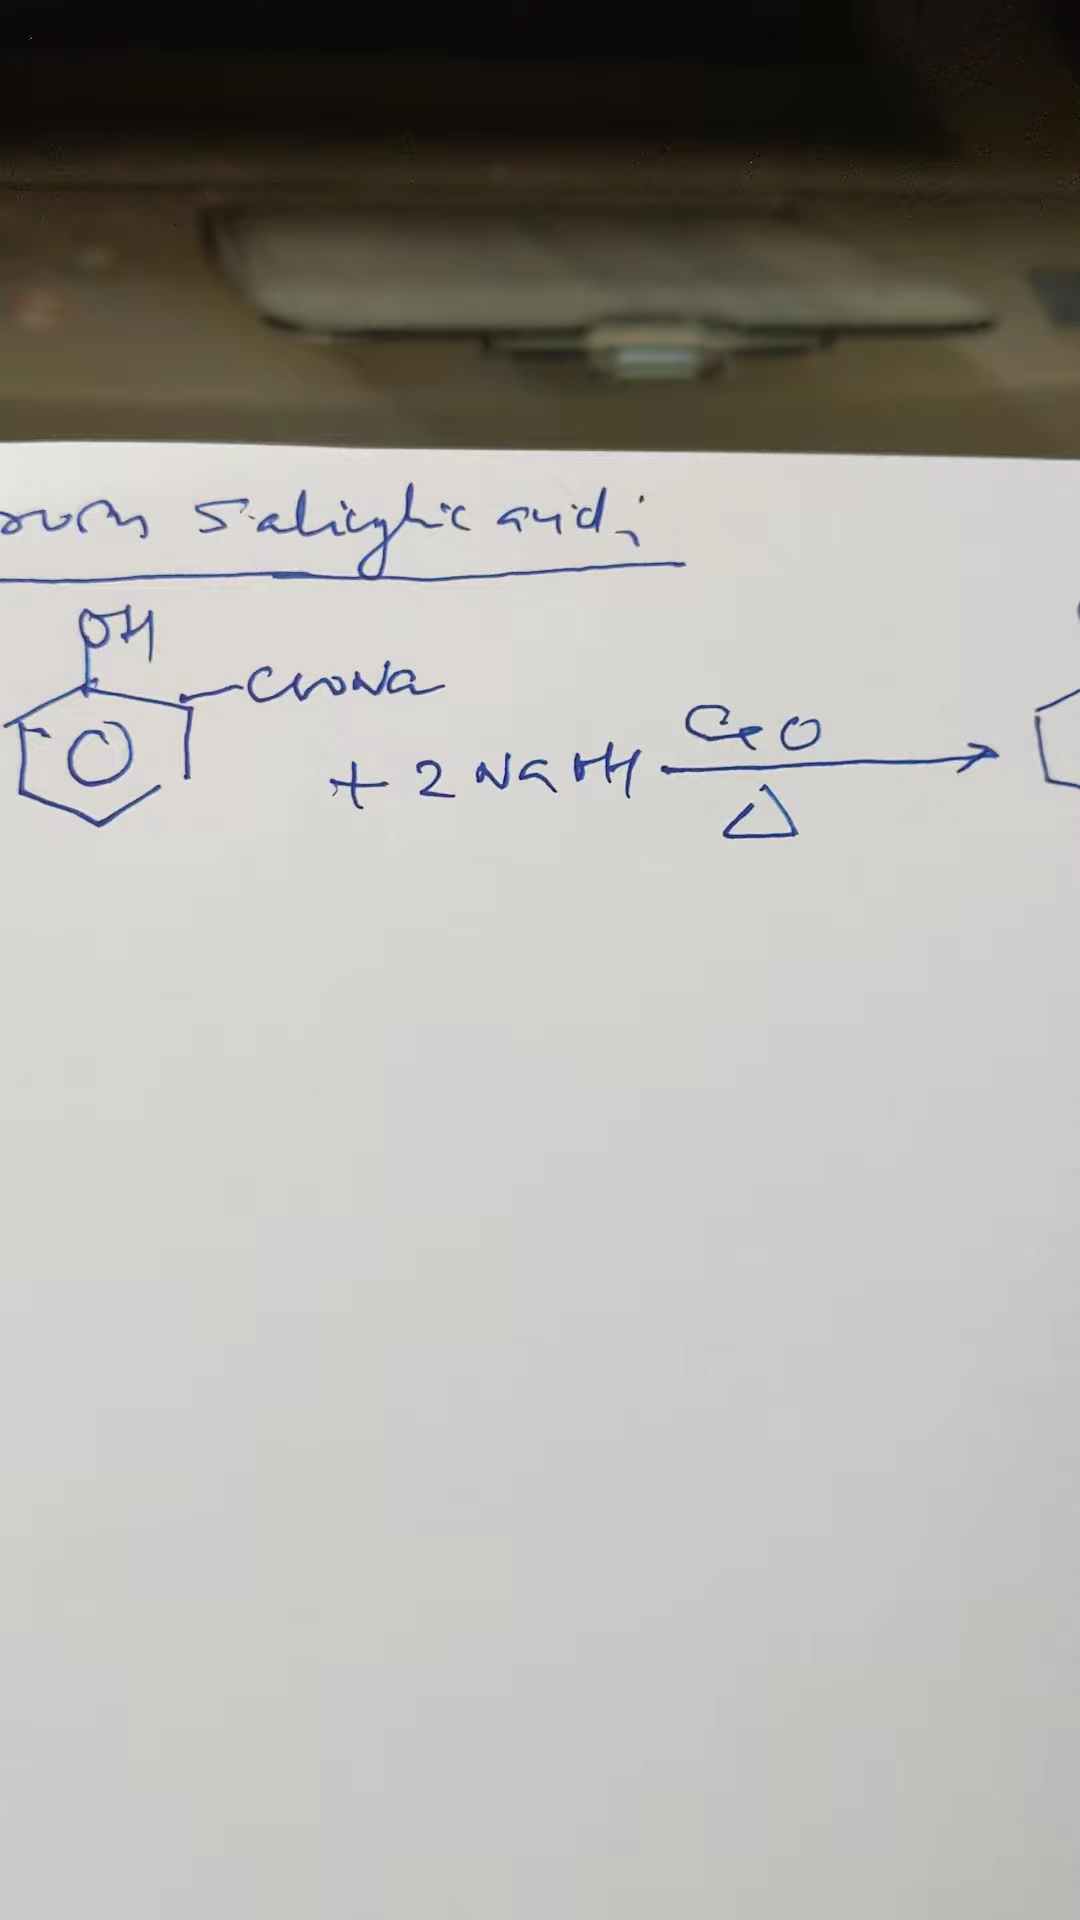 from Salicylic acid;
OH
COONa
+ 2 NaOH CaO
Δ